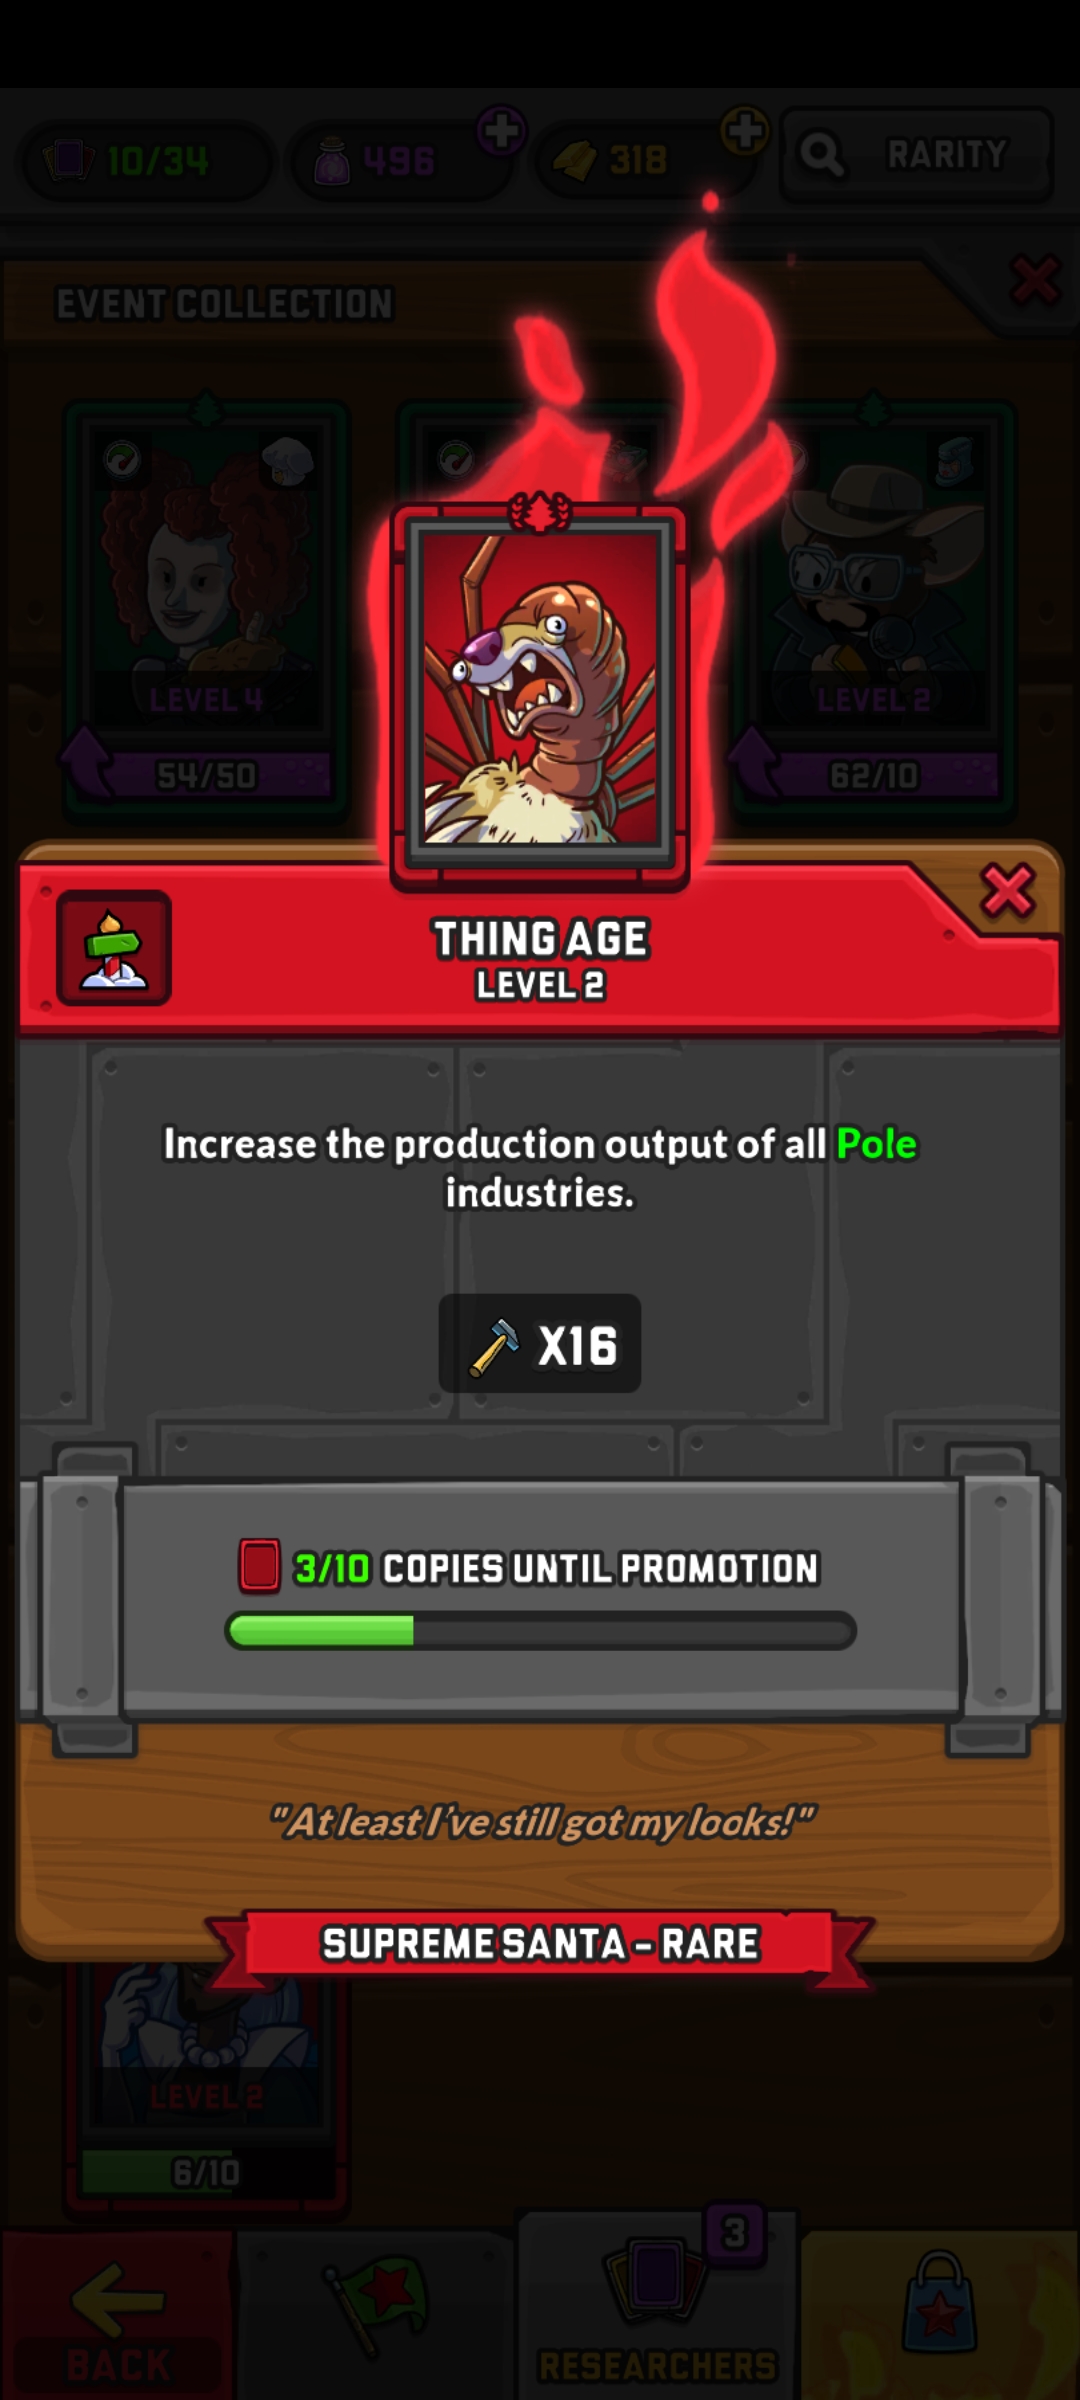 10/34
496
318
RARITY
EVENT COLLECTION
LEVEL 4
LEVEL 2
54/50
62/10
THING AGE
LEVEL 2
Increase the production output of all Pole
industries.
X16
3/10 COPIES UNTIL PROMOTION
"At least I've still got my looks!"
SUPREME SANTA - RARE
LEVEL 2
6/10
3
BACK
RESEARCHERS